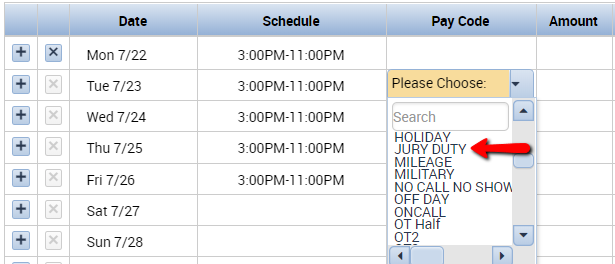 Date Schedule Pay Code Amount
Mon 7/22 3:00PM-11:00PM
Tue 7/23 3:00PM-11:00PM Please Choose:
Search
Wed 7/24 3:00PM-11:00PM
HOLIDAY
JURY DUTY
Thu 7/25 3:00PM-11:00PM
MILEAGE
MILITARY
Fri 7/26 3:00PM-11:00PM
NO CALL NO SHOW
OFF DAY
Sat 7/27
ONCALL
OT Half
Sun 7/28
OT2